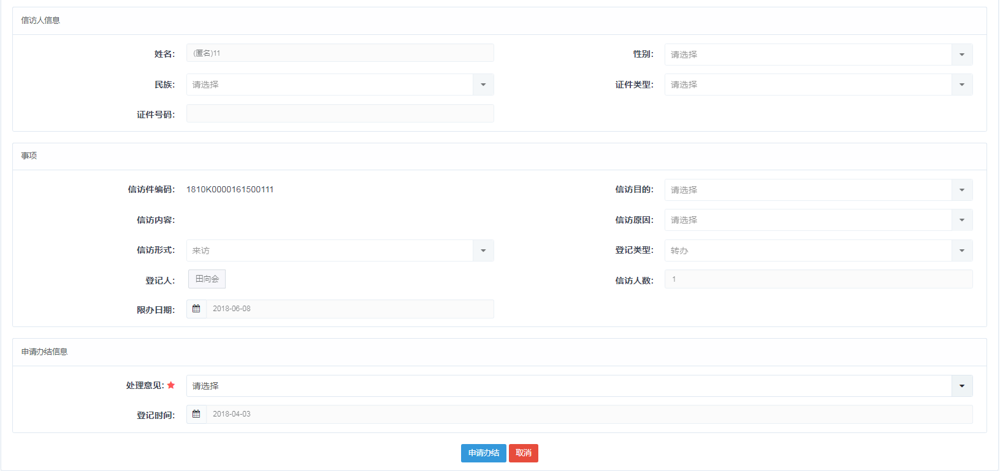 信访人信息
姓名: (匿名)11 性别: 请选择
民族: 请选择 证件类型: 请选择
证件号码:
事项
信访件编码: 1810K0000161500111 信访目的: 请选择
信访内容: 信访原因: 请选择
信访形式: 来访 登记类型: 转办
登记人: 田向会 信访人数: 1
限办日期: 2018-06-08
申请办结信息
处理意见:★ 请选择
登记时间: 2018-04-03
申请办结 取消